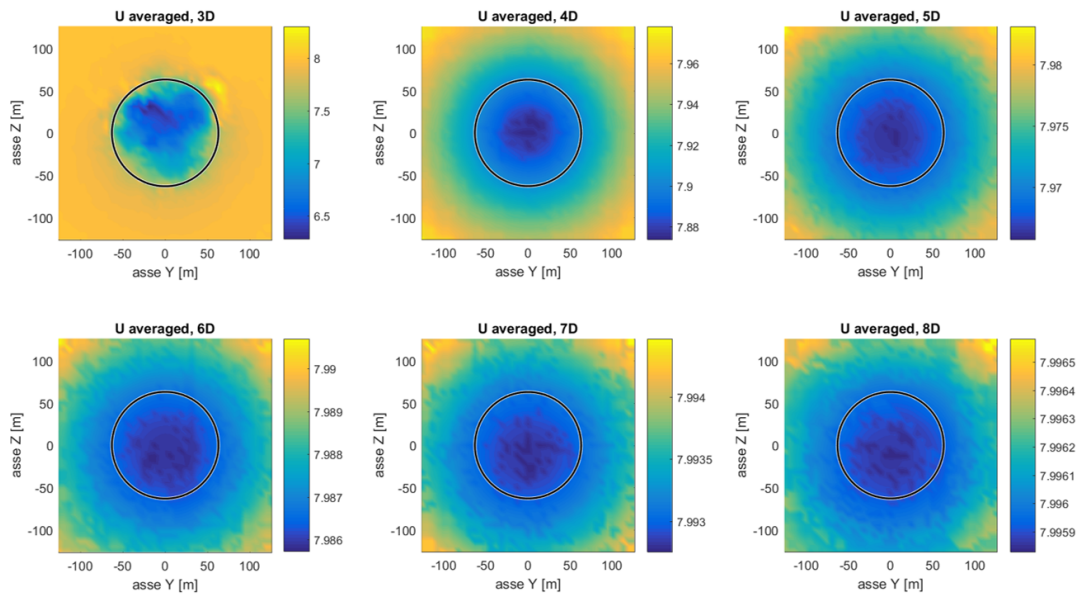 U averaged, 3D
100
50
0
-50
-100
-100 -50 0 50 100
asse Y [m]
asse Z [m]
8
7.5
7
6.5
U averaged, 4D
100
50
0
-50
-100
-100 -50 0 50 100
asse Y [m]
asse Z [m]
7.96
7.94
7.92
7.9
7.88
U averaged, 5D
100
50
0
-50
-100
-100 -50 0 50 100
asse Y [m]
asse Z [m]
7.98
7.975
7.97
U averaged, 6D
100
50
0
-50
-100
-100 -50 0 50 100
asse Y [m]
asse Z [m]
7.99
7.989
7.988
7.987
7.986
U averaged, 7D
100
50
0
-50
-100
-100 -50 0 50 100
asse Y [m]
asse Z [m]
7.994
7.9935
7.993
U averaged, 8D
100
50
0
-50
-100
-100 -50 0 50 100
asse Y [m]
asse Z [m]
7.9965
7.9964
7.9963
7.9962
7.9961
7.996
7.9959